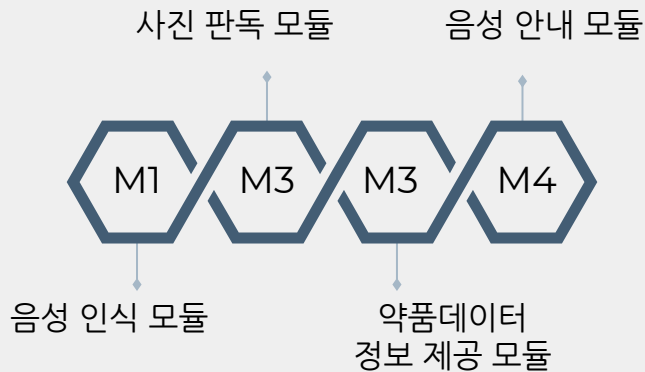 사진 판독 모듈
음성 안내 모듈
M1
M3
M3
M4
음성 인식 모듈
약품데이터
정보 제공 모듈